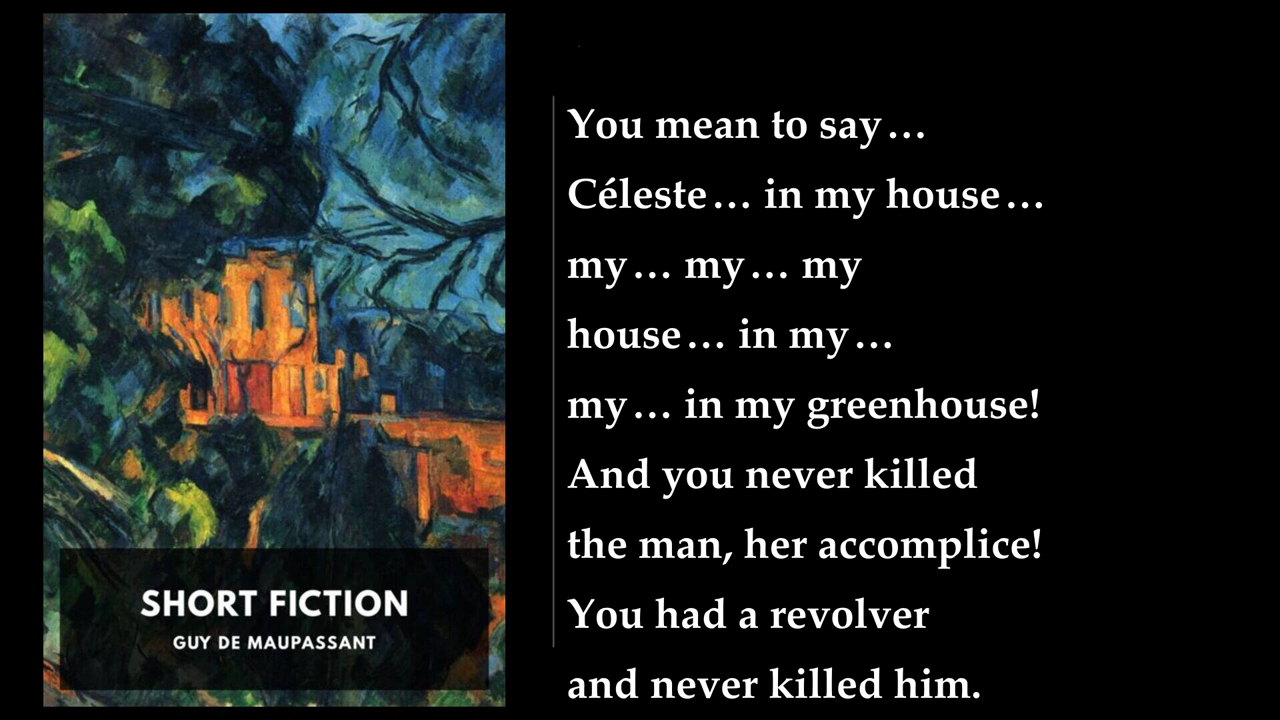 SHORT FICTION
GUY DE MAUPASSANT
You mean to say…
Céleste… in my house…
my… my… my
house… in my…
my… in my greenhouse!
And you never killed
the man, her accomplice!
You had a revolver
and never killed him.